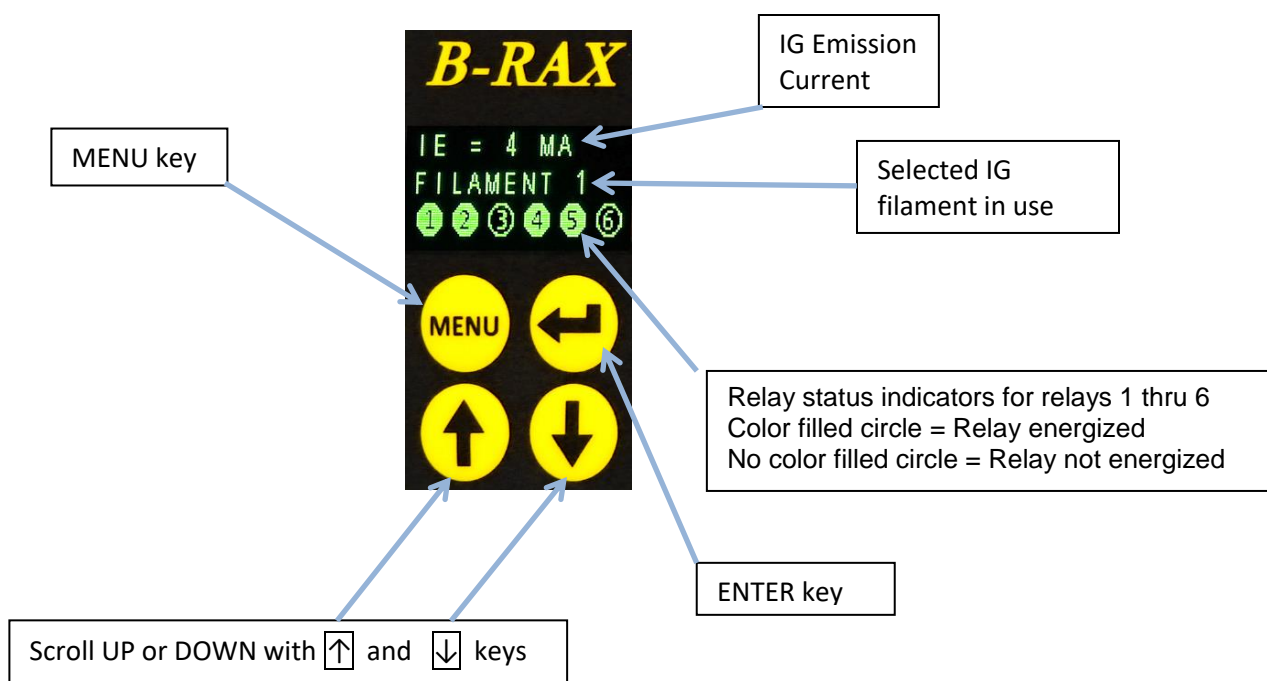 B-RAX
IG Emission
Current
IE = 4 MA
MENU key
FILAMENT 1
Selected IG
filament in use
1 2 3 4 5 6
MENU
Relay status indicators for relays 1 thru 6
Color filled circle = Relay energized
No color filled circle = Relay not energized
ENTER key
Scroll UP or DOWN with ↑ and ↓ keys